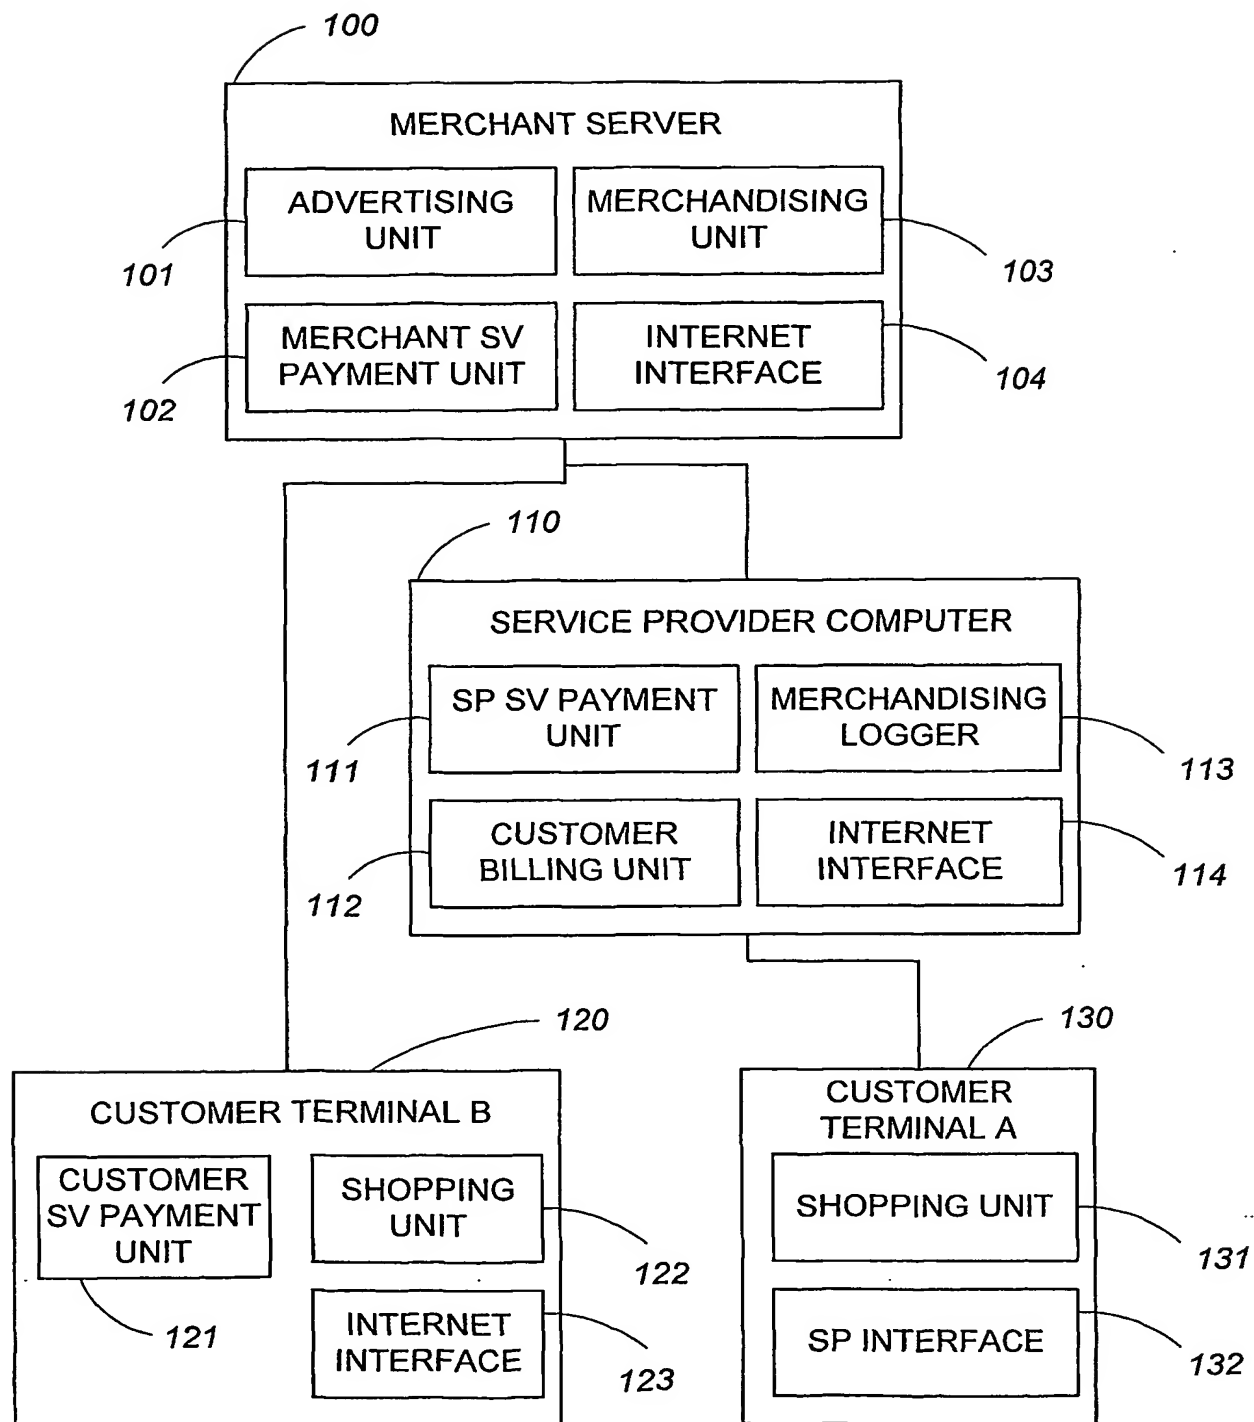 100
MERCHANT SERVER
ADVERTISING
UNIT
MERCHANDISING
UNIT
101
103
MERCHANT SV
PAYMENT UNIT
INTERNET
INTERFACE
102
104
110
SERVICE PROVIDER COMPUTER
SP SV PAYMENT
UNIT
MERCHANDISING
LOGGER
111
113
CUSTOMER
BILLING UNIT
INTERNET
INTERFACE
112
114
120
130
CUSTOMER TERMINAL B
CUSTOMER
SV PAYMENT
UNIT
SHOPPING
UNIT
122
121
INTERNET
INTERFACE
123
CUSTOMER
TERMINAL A
SHOPPING UNIT
131
SP INTERFACE
132